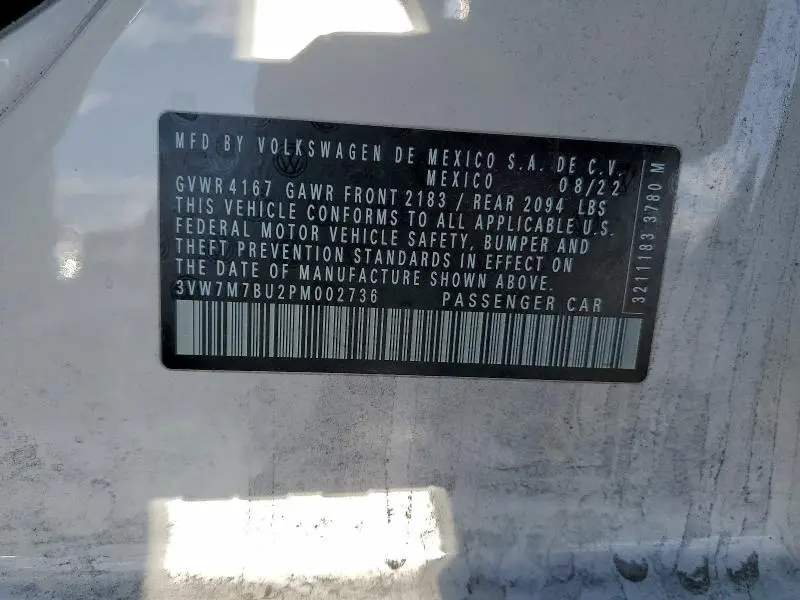 MFD BY VOLKSWAGEN DE MEXICO S.A. DE C.V.
MEXICO 08/22
GVWR 4167 GAWR FRONT 2183 / REAR 2094 LBS
THIS VEHICLE CONFORMS TO ALL APPLICABLE U.S.
FEDERAL MOTOR VEHICLE SAFETY, BUMPER AND
THEFT PREVENTION STANDARDS IN EFFECT ON
THE DATE OF MANUFACTURE SHOWN ABOVE.
3VW7M7BU2PM002736 PASSENGER CAR
3211183 3780 M